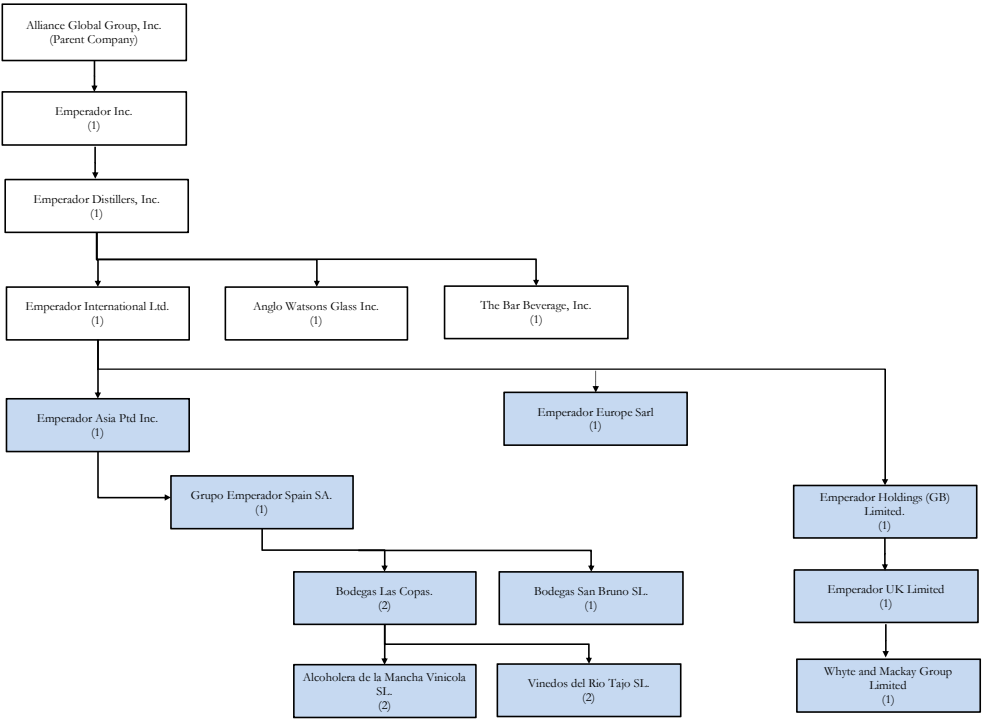 Alliance Global Group, Inc.
(Parent Company)
Emperador Inc.
(1)
Emperador Distillers, Inc.
(1)
Emperador International Ltd.
(1)
Anglo Watsons Glass Inc.
(1)
The Bar Beverage, Inc.
(1)
Emperador Asia Ptd Inc.
(1)
Emperador Europe Sarl
(1)
Grupo Emperador Spain SA.
(1)
Emperador Holdings (GB)
Limited.
(1)
Bodegas Las Copas.
(2)
Bodegas San Bruno SL.
(1)
Emperador UK Limited
(1)
Alcoholera de la Mancha Vinicola
SL.
(2)
Vinedos del Rio Tajo SL.
(2)
Whyte and Mackay Group
Limited
(1)